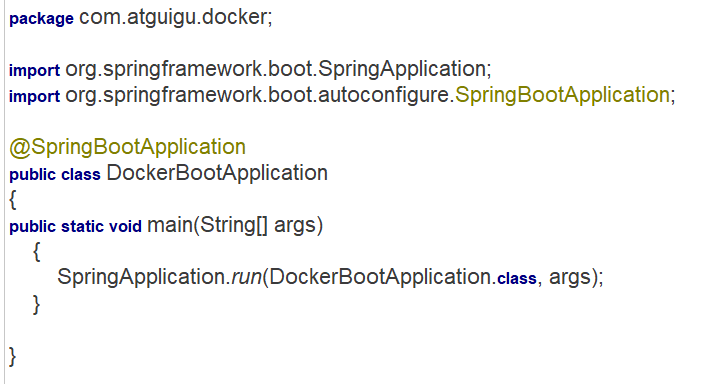 package com.atguigu.docker;
import org.springframework.boot.SpringApplication;
import org.springframework.boot.autoconfigure.SpringBootApplication;
@SpringBootApplication
public class DockerBootApplication
{
public static void main(String[] args)
{
SpringApplication.run(DockerBootApplication.class, args);
}
}